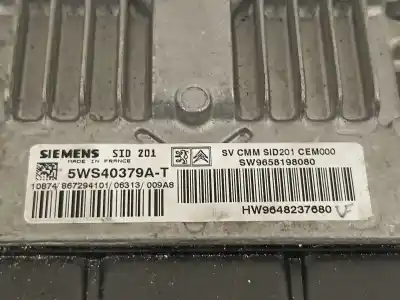 SIEMENS SID 201
MADE IN FRANCE
5WS40379A-T
10874/867294101/06313/009A8
SV CMM SID201 CEM000
SW9658198080
HW9648237680